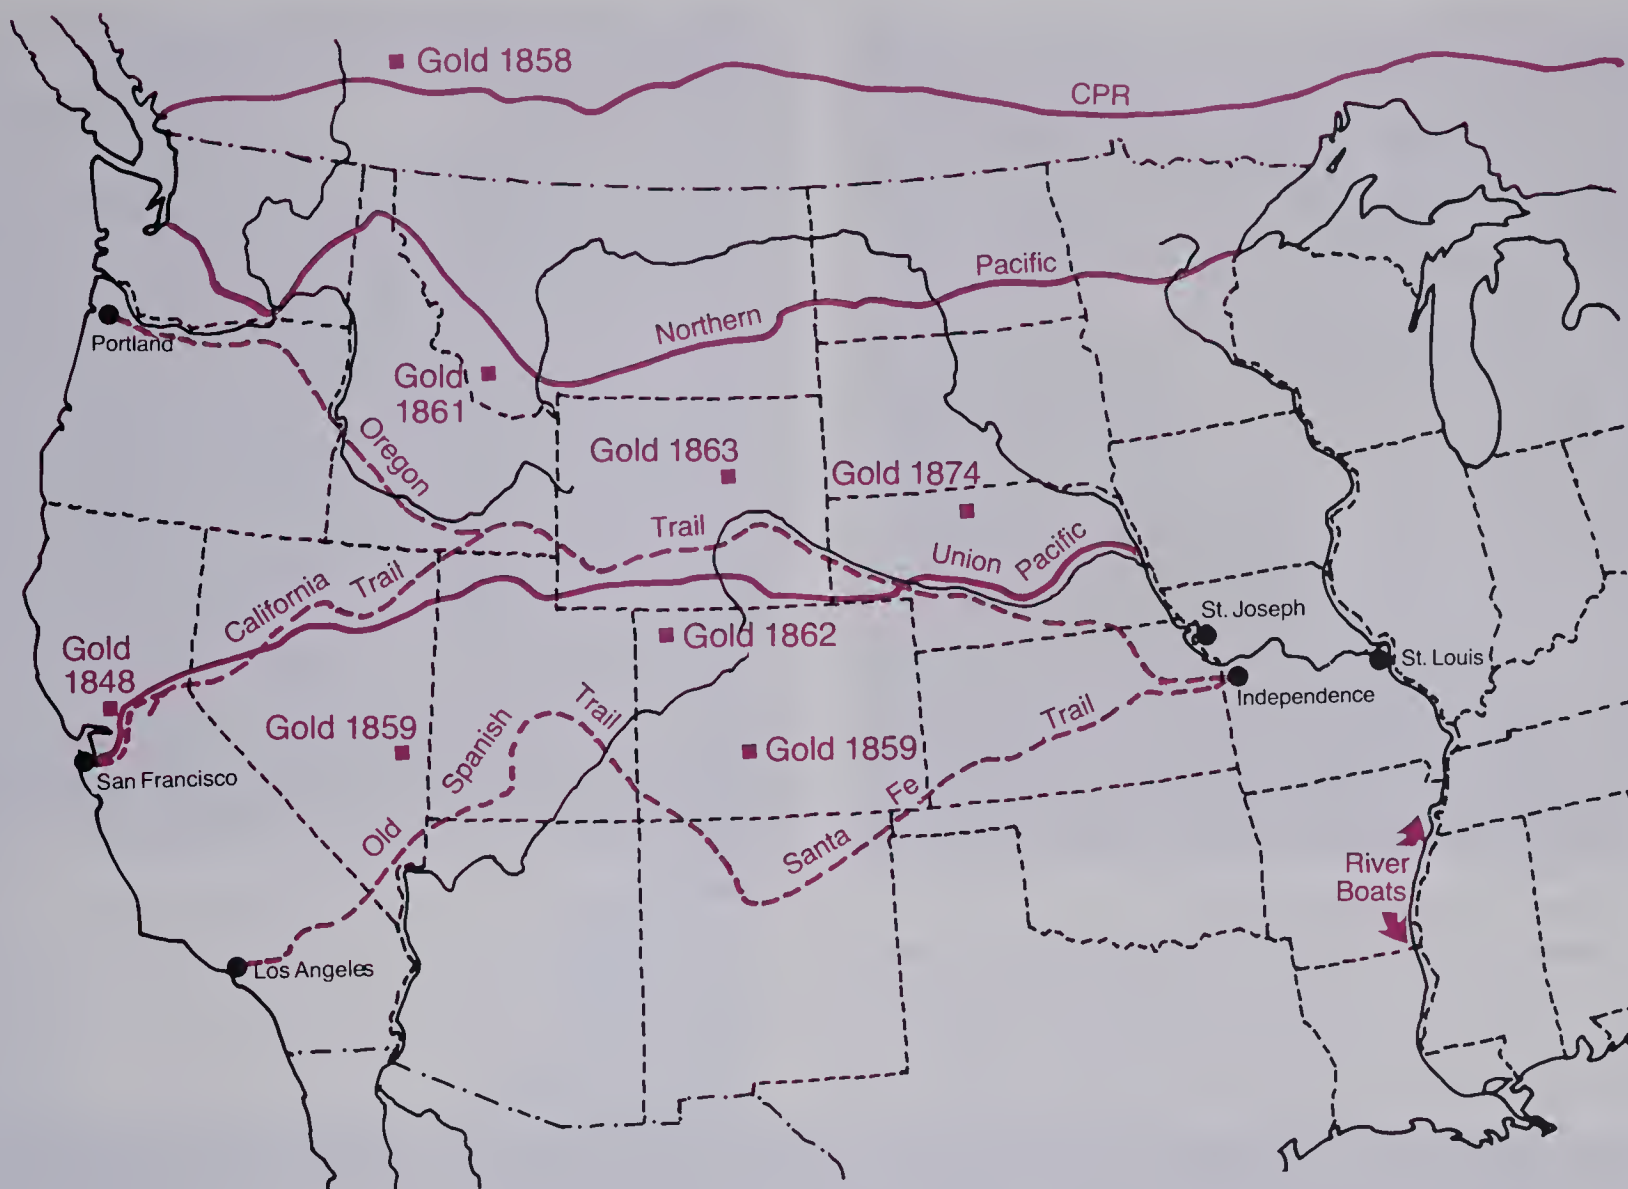 Gold 1858
CPR
Pacific
Northern
Portland
Gold
1861
Oregon
Gold 1863
Gold 1874
Trail
Union Pacific
California Trail
St. Joseph
Gold 1862
Gold
1848
St. Louis
Independence
Gold 1859
Spanish
Trail
Trail
Gold 1859
San Francisco
Fe
Old
Santa
River
Boats
Los Angeles